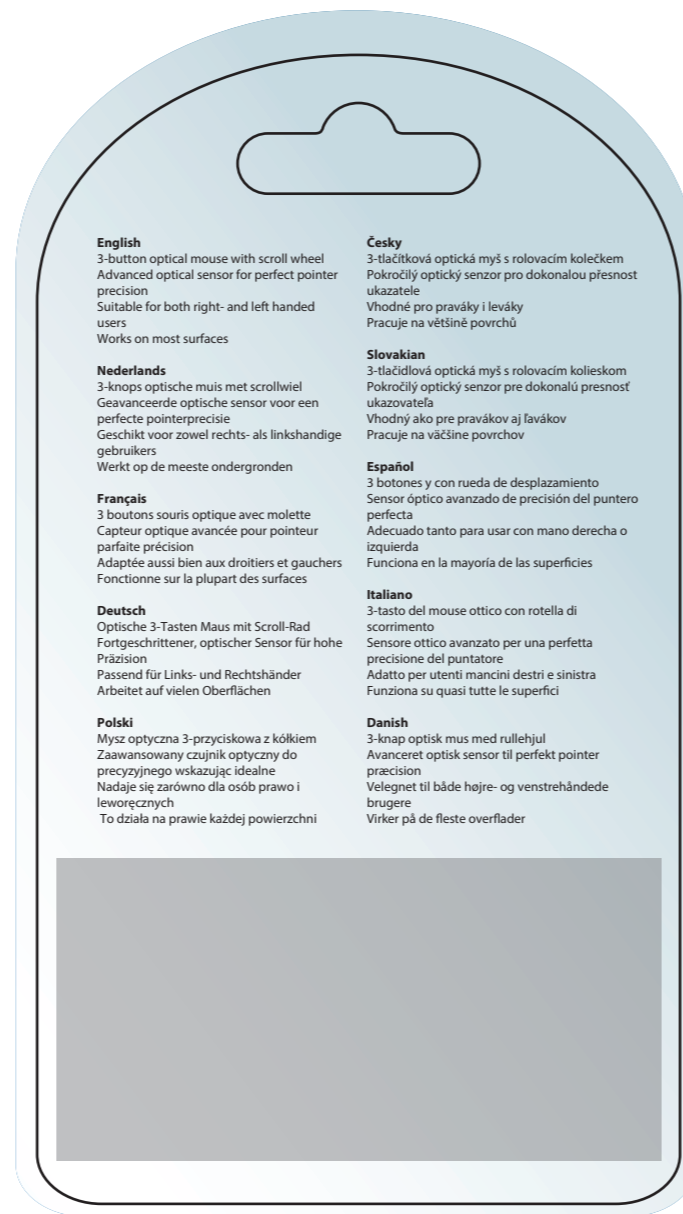 English
3-button optical mouse with scroll wheel
Advanced optical sensor for perfect pointer
precision
Suitable for both right- and left handed
users
Works on most surfaces
Nederlands
3-knops optische muis met scrollwiel
Geavanceerde optische sensor voor een
perfecte pointerprecisie
Geschikt voor zowel rechts- als linkshandige
gebruikers
Werkt op de meeste ondergronden
Français
3 boutons souris optique avec molette
Capteur optique avancée pour pointeur
parfaite précision
Adaptée aussi bien aux droitiers et gauchers
Fonctionne sur la plupart des surfaces
Deutsch
Optische 3-Tasten Maus mit Scroll-Rad
Fortgeschrittener, optischer Sensor für hohe
Präzision
Passend für Links- und Rechtshänder
Arbeitet auf vielen Oberflächen
Polski
Mysz optyczna 3-przyciskowa z kółkiem
Zaawansowany czujnik optyczny do
precyzyjnego wskazując idealne
Nadaje się zarówno dla osób prawo i
leworęcznych
To działa na prawie każdej powierzchni
Česky
3-tlačítková optická myš s rolovacím kolečkem
Pokročilý optický senzor pro dokonalou přesnost
ukazatele
Vhodné pro praváky i leváky
Pracuje na většině povrchů
Slovakian
3-tlačidlová optická myš s rolovacím kolieskom
Pokročilý optický senzor pre dokonalú presnosť
ukazovateľa
Vhodný ako pre pravákov aj ľavákov
Pracuje na väčšine povrchov
Español
3 botones y con rueda de desplazamiento
Sensor óptico avanzado de precisión del puntero
perfecta
Adecuado tanto para usar con mano derecha o
izquierda
Funciona en la mayoría de las superficies
Italiano
3-tasto del mouse ottico con rotella di
scorrimento
Sensore ottico avanzato per una perfetta
precisione del puntatore
Adatto per utenti mancini destri e sinistra
Funziona su quasi tutte le superfici
Danish
3-knap optisk mus med rullehjul
Avanceret optisk sensor til perfekt pointer
præcision
Velegnet til både højre- og venstrehåndede
brugere
Virker på de fleste overflader